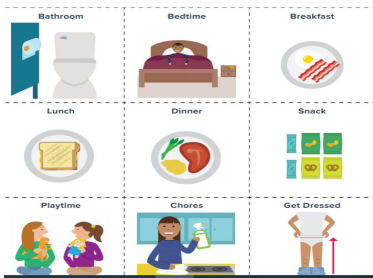 Bathroom
Bedtime
Breakfast
Lunch
Dinner
Snack
Playtime
Chores
Get Dressed